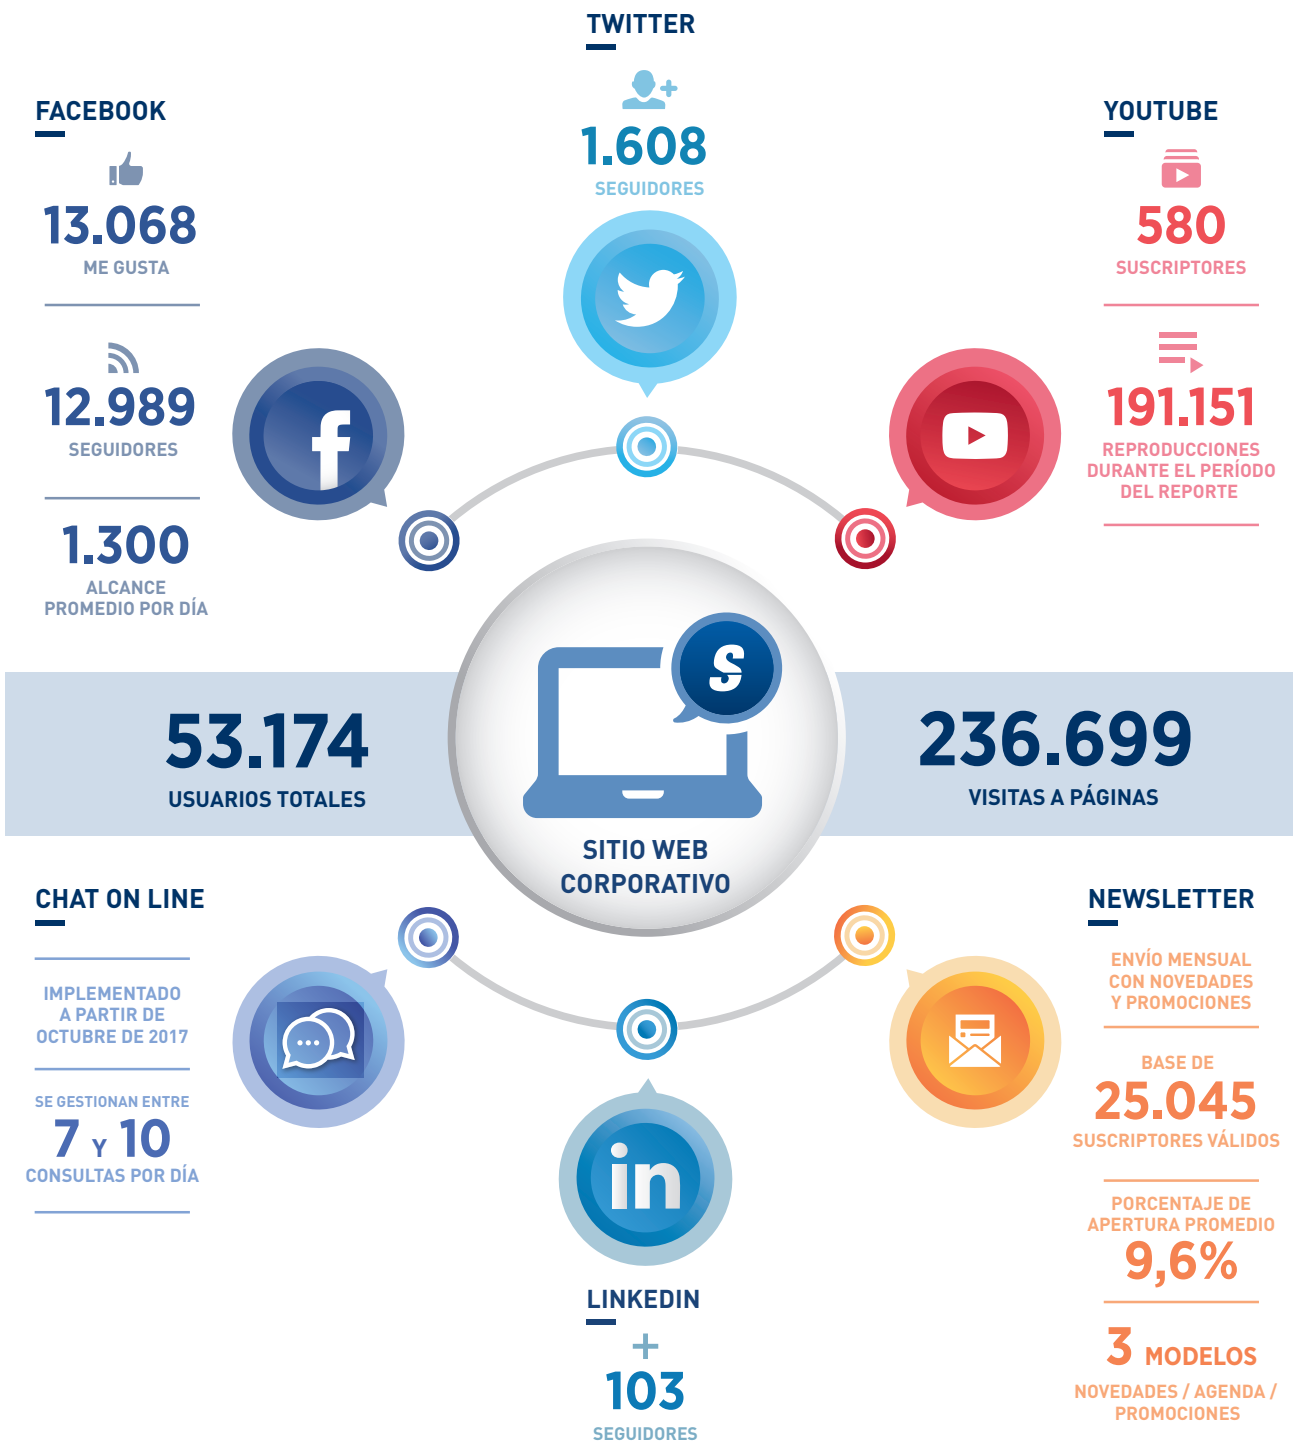 TWITTER
1.608
SEGUIDORES
FACEBOOK
13.068
ME GUSTA
12.989
SEGUIDORES
1.300
ALCANCE
PROMEDIO POR DÍA
YOUTUBE
580
SUSCRIPTORES
191.151
REPRODUCCIONES
DURANTE EL PERÍODO
DEL REPORTE
f
S
53.174
USUARIOS TOTALES
SITIO WEB
CORPORATIVO
236.699
VISITAS A PÁGINAS
CHAT ON LINE
IMPLEMENTADO
A PARTIR DE
OCTUBRE DE 2017
SE GESTIONAN ENTRE
7 Y 10
CONSULTAS POR DÍA
in
LINKEDIN
+
103
SEGUIDORES
NEWSLETTER
ENVÍO MENSUAL
CON NOVEDADES
Y PROMOCIONES
BASE DE
25.045
SUSCRIPTORES VÁLIDOS
PORCENTAJE DE
APERTURA PROMEDIO
9,6%
3 MODELOS
NOVEDADES / AGENDA /
PROMOCIONES